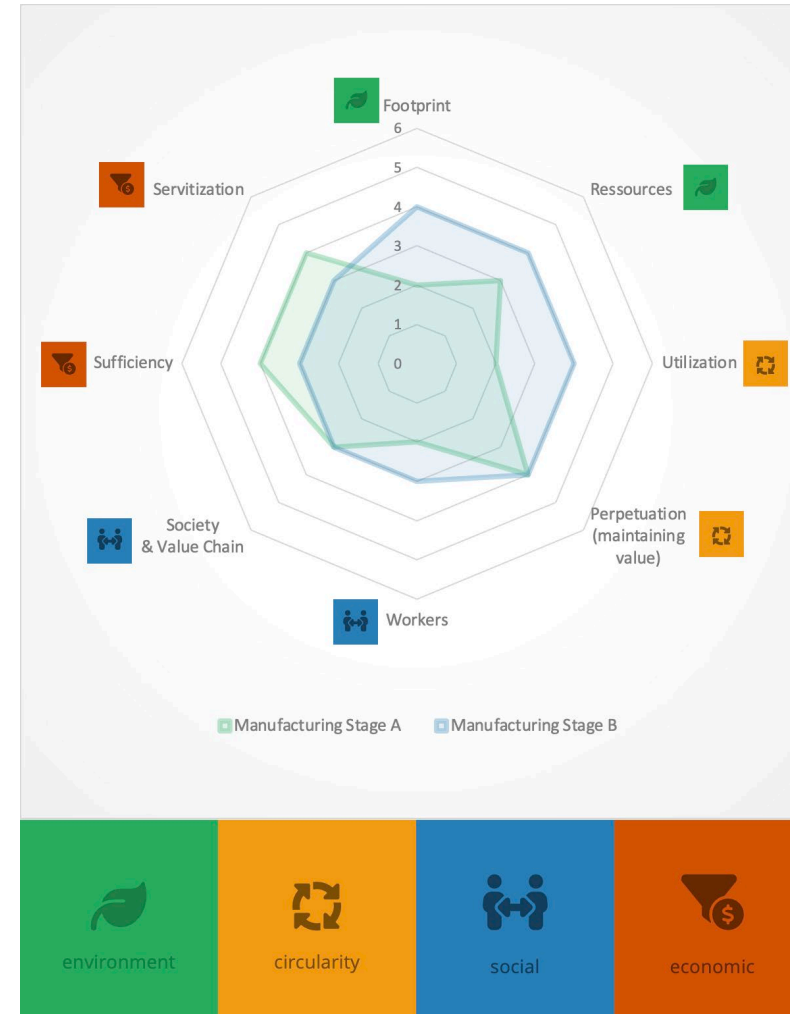 Footprint
6
Servitization
Ressources
5
4
3
2
1
Sufficiency
0
Utilization
Perpetuation
(maintaining
value)
Society
& Value Chain
Workers
Manufacturing Stage A
Manufacturing Stage B
$
environment
circularity
social
economic